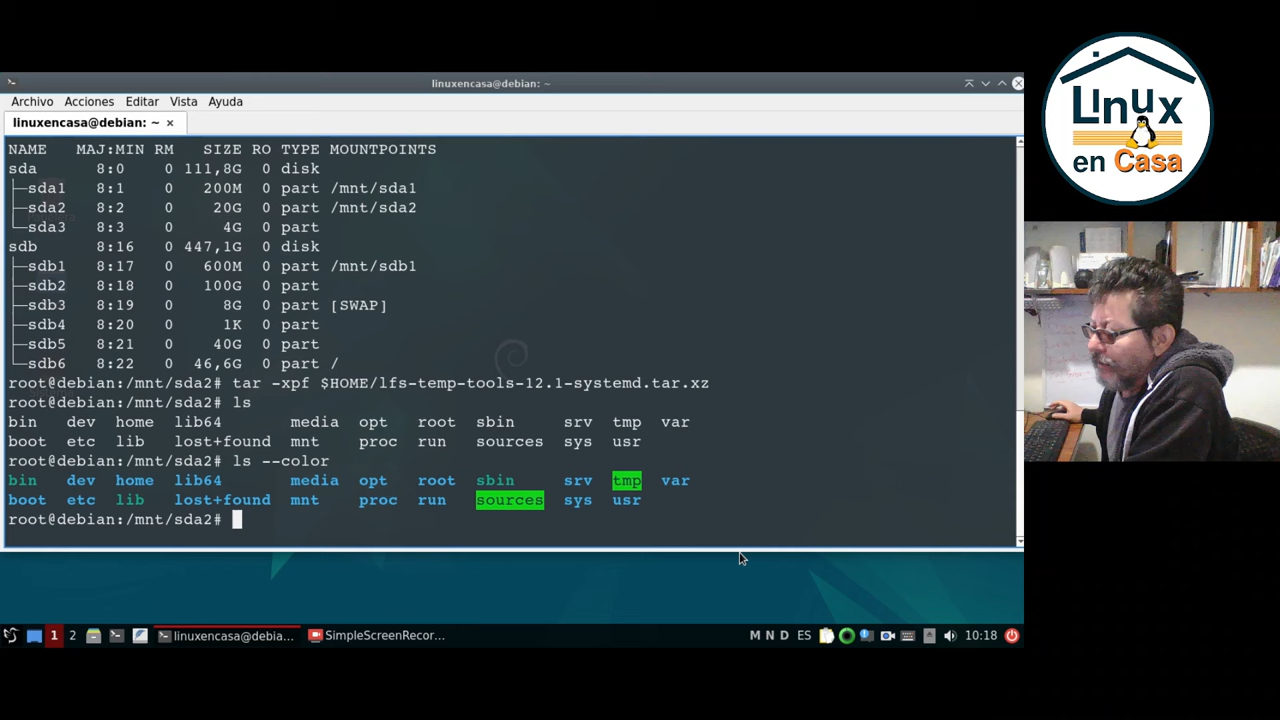 linuxencasa@debian: ~
Archivo Acciones Editar Vista Ayuda
linuxencasa@debian: ~ ×
NAME MAJ:MIN RM SIZE RO TYPE MOUNTPOINTS
sda 8:0 0 111,8G 0 disk
├─sda1 8:1 0 200M 0 part /mnt/sda1
├─sda2 8:2 0 20G 0 part /mnt/sda2
└─sda3 8:3 0 4G 0 part
sdb 8:16 0 447,1G 0 disk
├─sdb1 8:17 0 600M 0 part /mnt/sdb1
├─sdb2 8:18 0 100G 0 part
├─sdb3 8:19 0 8G 0 part [SWAP]
├─sdb4 8:20 0 1K 0 part
├─sdb5 8:21 0 40G 0 part
└─sdb6 8:22 0 46,6G 0 part /
root@debian:/mnt/sda2# tar -xpf $HOME/lfs-temp-tools-12.1-systemd.tar.xz
root@debian:/mnt/sda2# ls
bin dev home lib64 media opt root sbin srv tmp var
boot etc lib lost+found mnt proc run sources sys usr
root@debian:/mnt/sda2# ls --color
bin dev home lib64 media opt root sbin srv tmp var
boot etc lib lost+found mnt proc run sources sys usr
root@debian:/mnt/sda2#
1 2 linuxencasa@debia... SimpleScreenRecor... M N D ES 10:18
Linux
en Casa